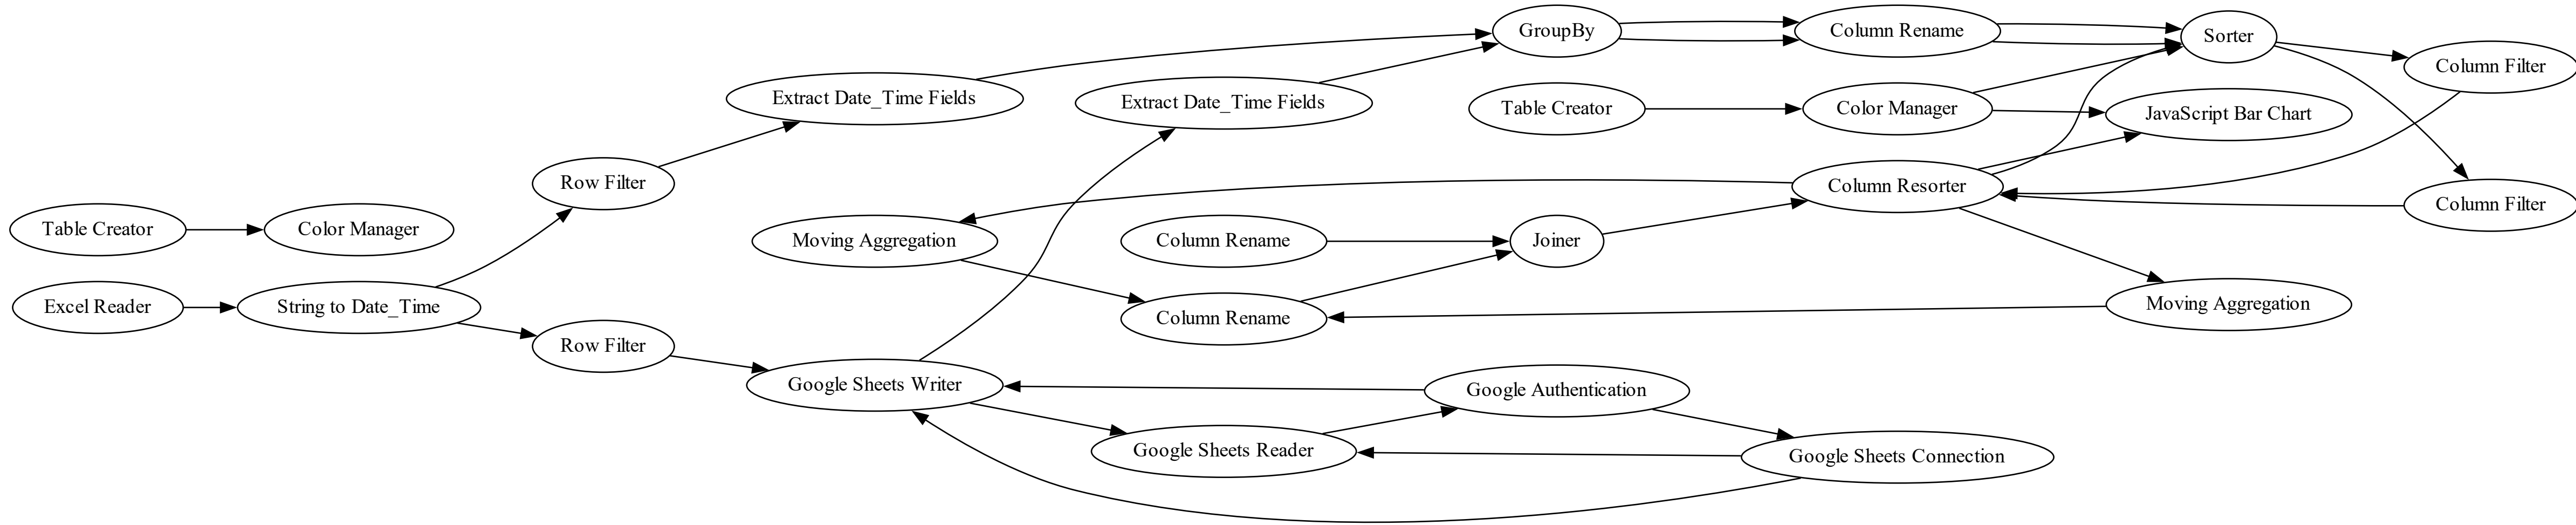 GroupBy
Column Rename
Sorter
Column Filter
Extract Date_Time Fields
Extract Date_Time Fields
Table Creator
Color Manager
JavaScript Bar Chart
Row Filter
Column Resorter
Column Filter
Table Creator
Color Manager
Moving Aggregation
Column Rename
Joiner
Excel Reader
String to Date_Time
Column Rename
Moving Aggregation
Row Filter
Google Sheets Writer
Google Authentication
Google Sheets Reader
Google Sheets Connection